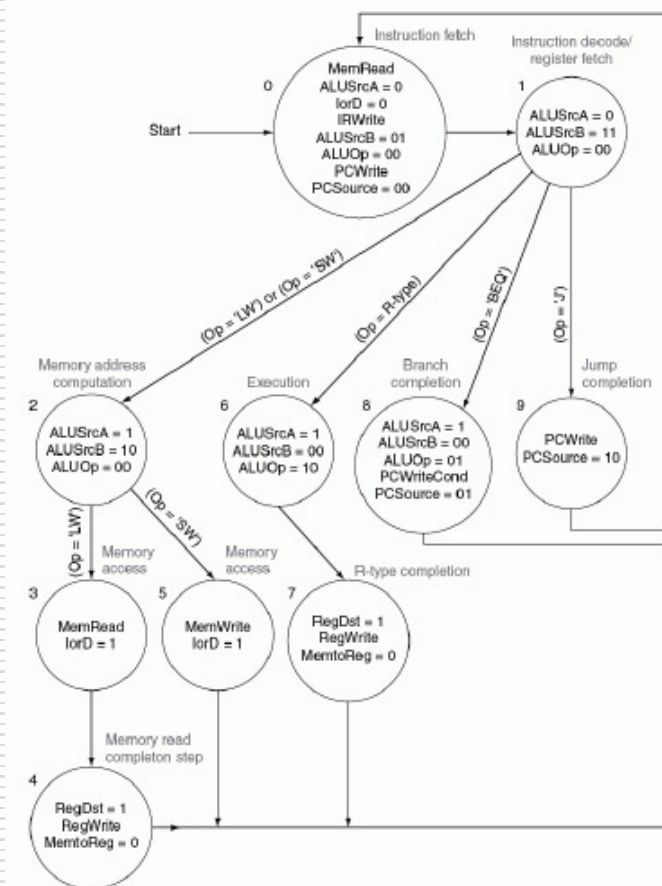 Instruction fetch
0
MemRead
ALUSrcA = 0
IorD = 0
IRWrite
ALUSrcB = 01
ALUOp = 00
PCWrite
PCSource = 00
Start
Instruction decode/
register fetch
1
ALUSrcA = 0
ALUSrcB = 11
ALUOp = 00
(Op = 'LW') or (Op = 'SW')
(Op = R-type)
(Op = 'BEQ')
(Op = 'J')
Memory address
computation
2
ALUSrcA = 1
ALUSrcB = 10
ALUOp = 00
Execution
6
ALUSrcA = 1
ALUSrcB = 00
ALUOp = 10
Branch
completion
8
ALUSrcA = 1
ALUSrcB = 00
ALUOp = 01
PCWriteCond
PCSource = 01
Jump
completion
9
PCWrite
PCSource = 10
(Op = 'LW')
(Op = 'SW')
Memory
access
3
MemRead
IorD = 1
Memory
access
5
MemWrite
IorD = 1
R-type completion
7
RegDst = 1
RegWrite
MemtoReg = 0
Memory read
completon step
4
RegDst = 1
RegWrite
MemtoReg = 0